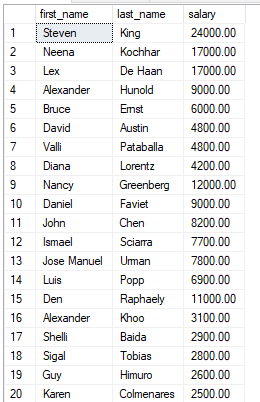 first_name last_name salary
1 Steven King 24000.00
2 Neena Kochhar 17000.00
3 Lex De Haan 17000.00
4 Alexander Hunold 9000.00
5 Bruce Ernst 6000.00
6 David Austin 4800.00
7 Valli Pataballa 4800.00
8 Diana Lorentz 4200.00
9 Nancy Greenberg 12000.00
10 Daniel Faviet 9000.00
11 John Chen 8200.00
12 Ismael Sciarra 7700.00
13 Jose Manuel Urman 7800.00
14 Luis Popp 6900.00
15 Den Raphaely 11000.00
16 Alexander Khoo 3100.00
17 Shelli Baida 2900.00
18 Sigal Tobias 2800.00
19 Guy Himuro 2600.00
20 Karen Colmenares 2500.00